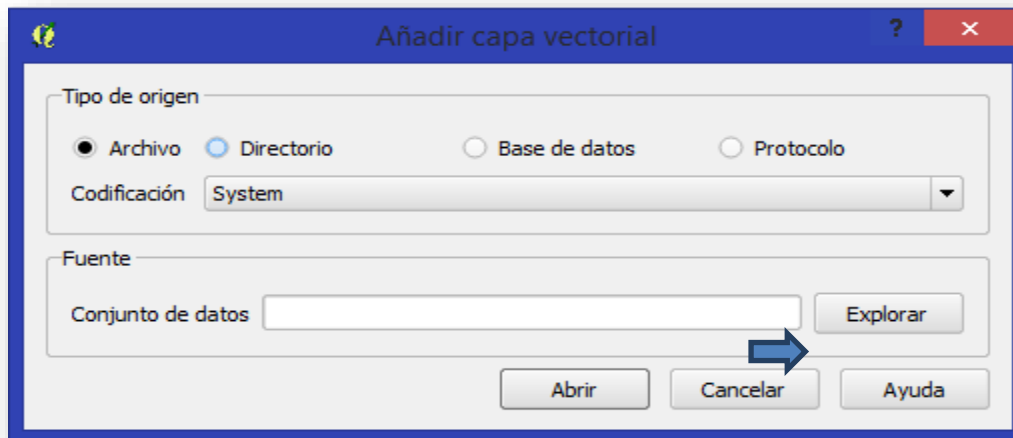 Añadir capa vectorial
?
Tipo de origen
Archivo Directorio Base de datos Protocolo
Codificación System
Fuente
Conjunto de datos Explorar
Abrir Cancelar Ayuda